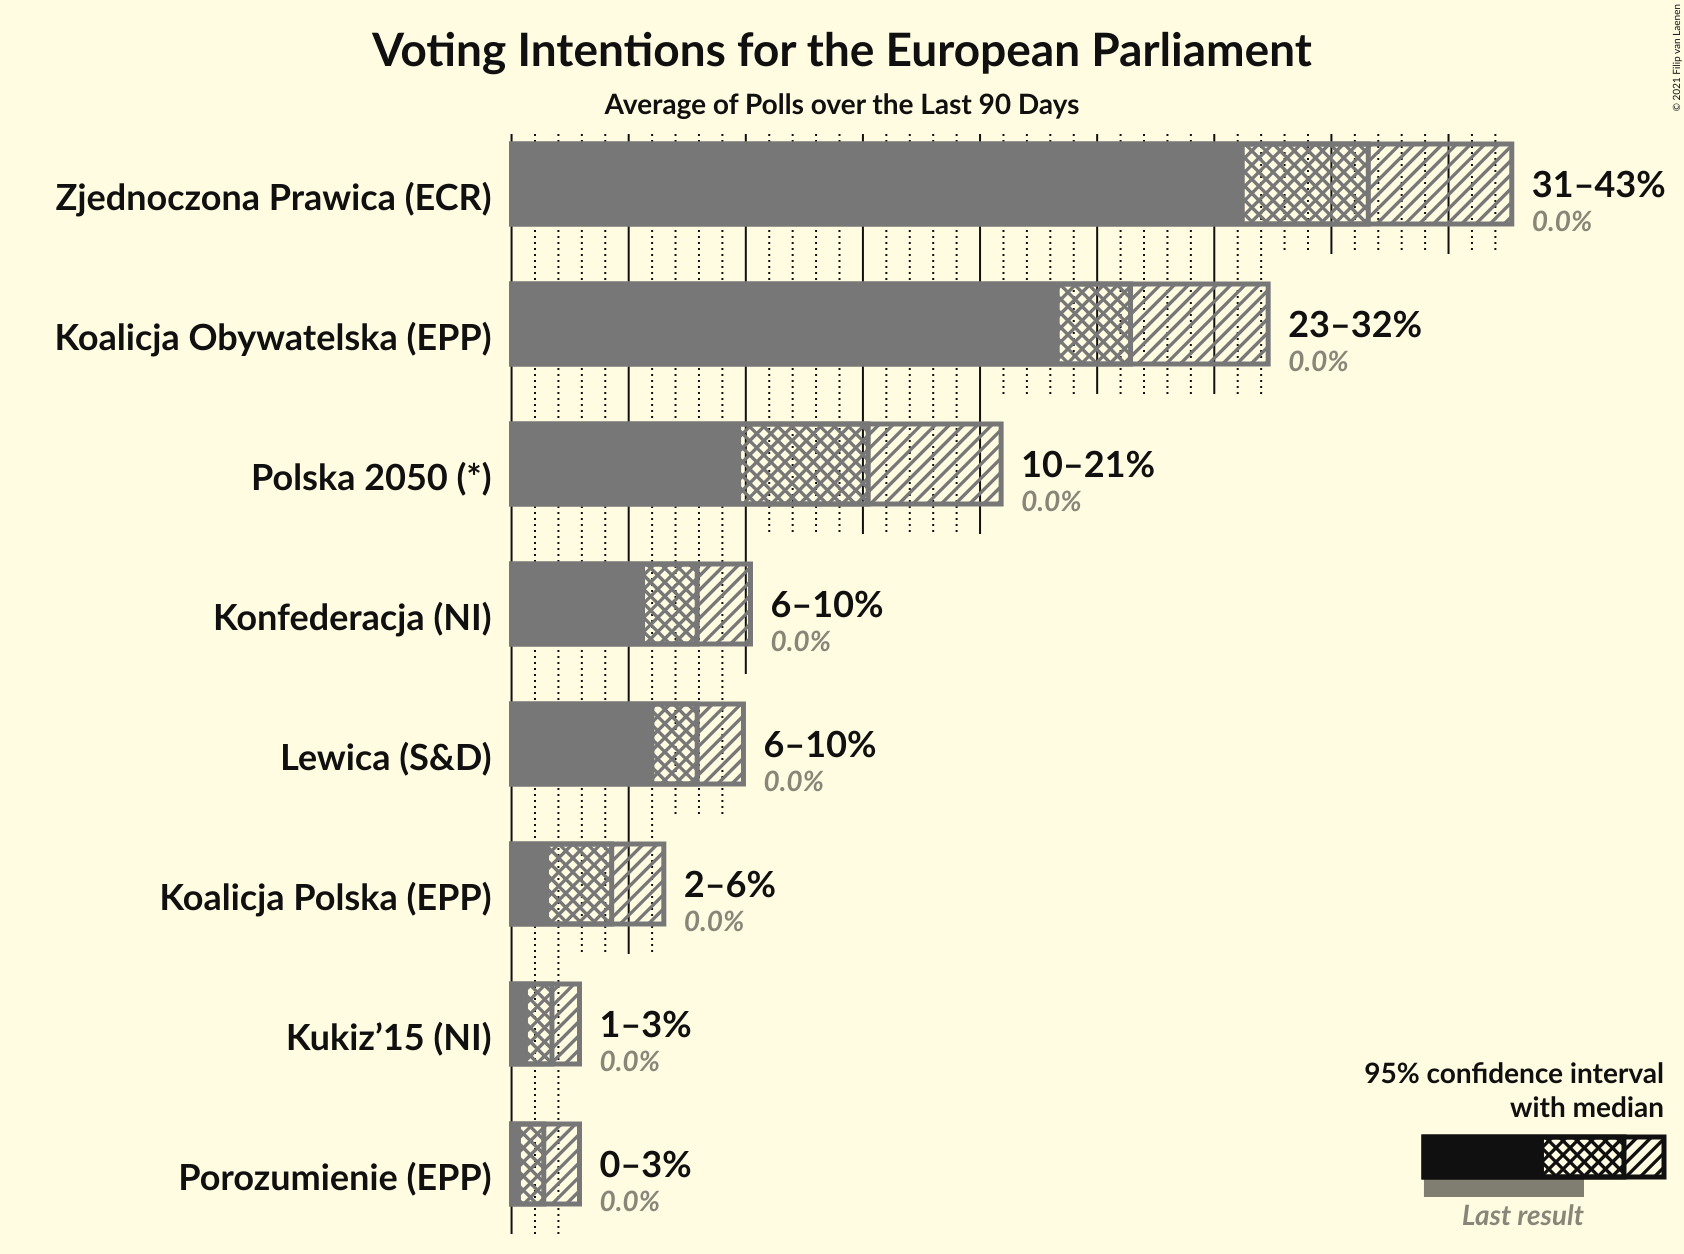 Voting Intentions for the European Parliament
Average of Polls over the Last 90 Days
© 2021 Filip van Laenen
Zjednoczona Prawica (ECR)
31–43%
0.0%
Koalicja Obywatelska (EPP)
23–32%
0.0%
Polska 2050 (*)
10–21%
0.0%
Konfederacja (NI)
6–10%
0.0%
Lewica (S&D)
6–10%
0.0%
Koalicja Polska (EPP)
2–6%
0.0%
Kukiz’15 (NI)
1–3%
0.0%
Porozumienie (EPP)
0–3%
0.0%
95% confidence interval
with median
Last result